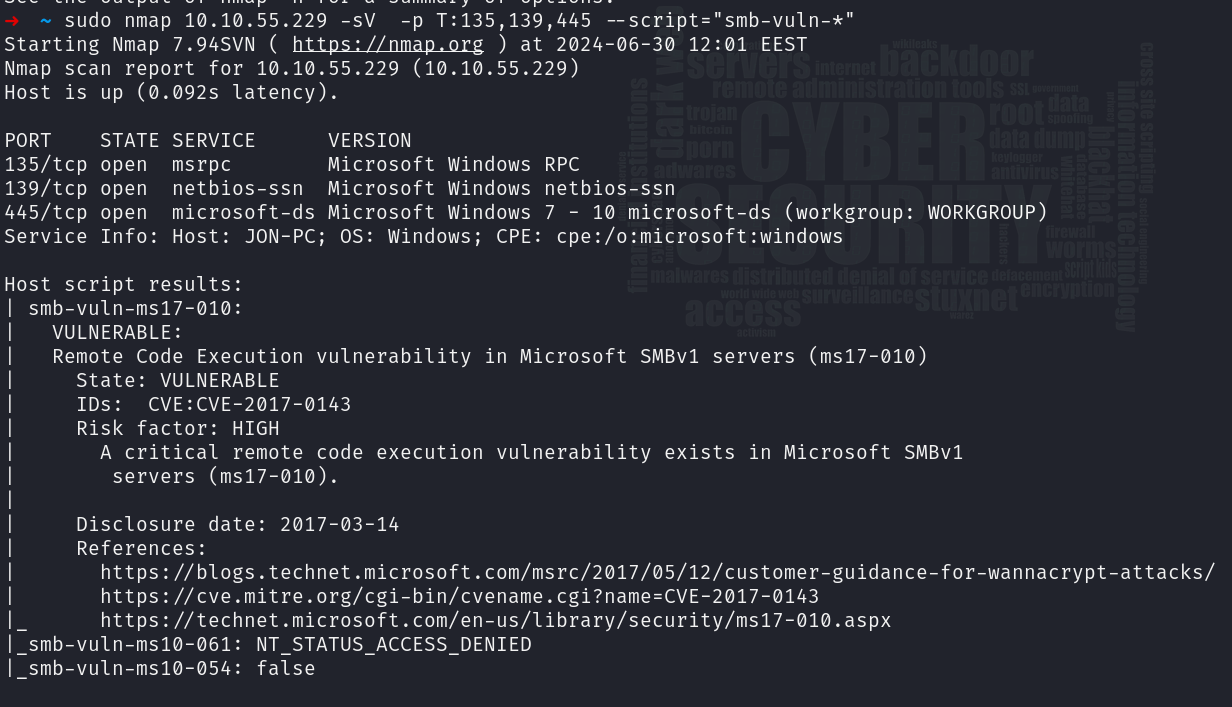 See the output of nmap -h for a summary of options.
→ ~ sudo nmap 10.10.55.229 -sV  -p T:135,139,445 --script="smb-vuln-*"
Starting Nmap 7.94SVN ( https://nmap.org ) at 2024-06-30 12:01 EEST
Nmap scan report for 10.10.55.229 (10.10.55.229)
Host is up (0.092s latency).
PORT    STATE SERVICE      VERSION
135/tcp open  msrpc        Microsoft Windows RPC
139/tcp open  netbios-ssn  Microsoft Windows netbios-ssn
445/tcp open  microsoft-ds Microsoft Windows 7 - 10 microsoft-ds (workgroup: WORKGROUP)
Service Info: Host: JON-PC; OS: Windows; CPE: cpe:/o:microsoft:windows
Host script results:
| smb-vuln-ms17-010:
|   VULNERABLE:
|   Remote Code Execution vulnerability in Microsoft SMBv1 servers (ms17-010)
|     State: VULNERABLE
|     IDs:  CVE:CVE-2017-0143
|     Risk factor: HIGH
|       A critical remote code execution vulnerability exists in Microsoft SMBv1
|        servers (ms17-010).
|
|     Disclosure date: 2017-03-14
|     References:
|       https://blogs.technet.microsoft.com/msrc/2017/05/12/customer-guidance-for-wannacrypt-attacks/
|       https://cve.mitre.org/cgi-bin/cvename.cgi?name=CVE-2017-0143
|_      https://technet.microsoft.com/en-us/library/security/ms17-010.aspx
|_smb-vuln-ms10-061: NT_STATUS_ACCESS_DENIED
|_smb-vuln-ms10-054: false
wikileaks
servers
internet
backdoor
dark
remote administration tools
SSL
trojan
bitcoin
porn
adwares
CYBER
SECURITY
root
data
spoofing
data dump
keylogger
antivirus
cross site scripting
information technology
blackhat
whitehat
database
firewall
worms
script kids
encryption
malwares
distributed denial of service
defacement
world wide web
surveillance
stuxnet
access
activism